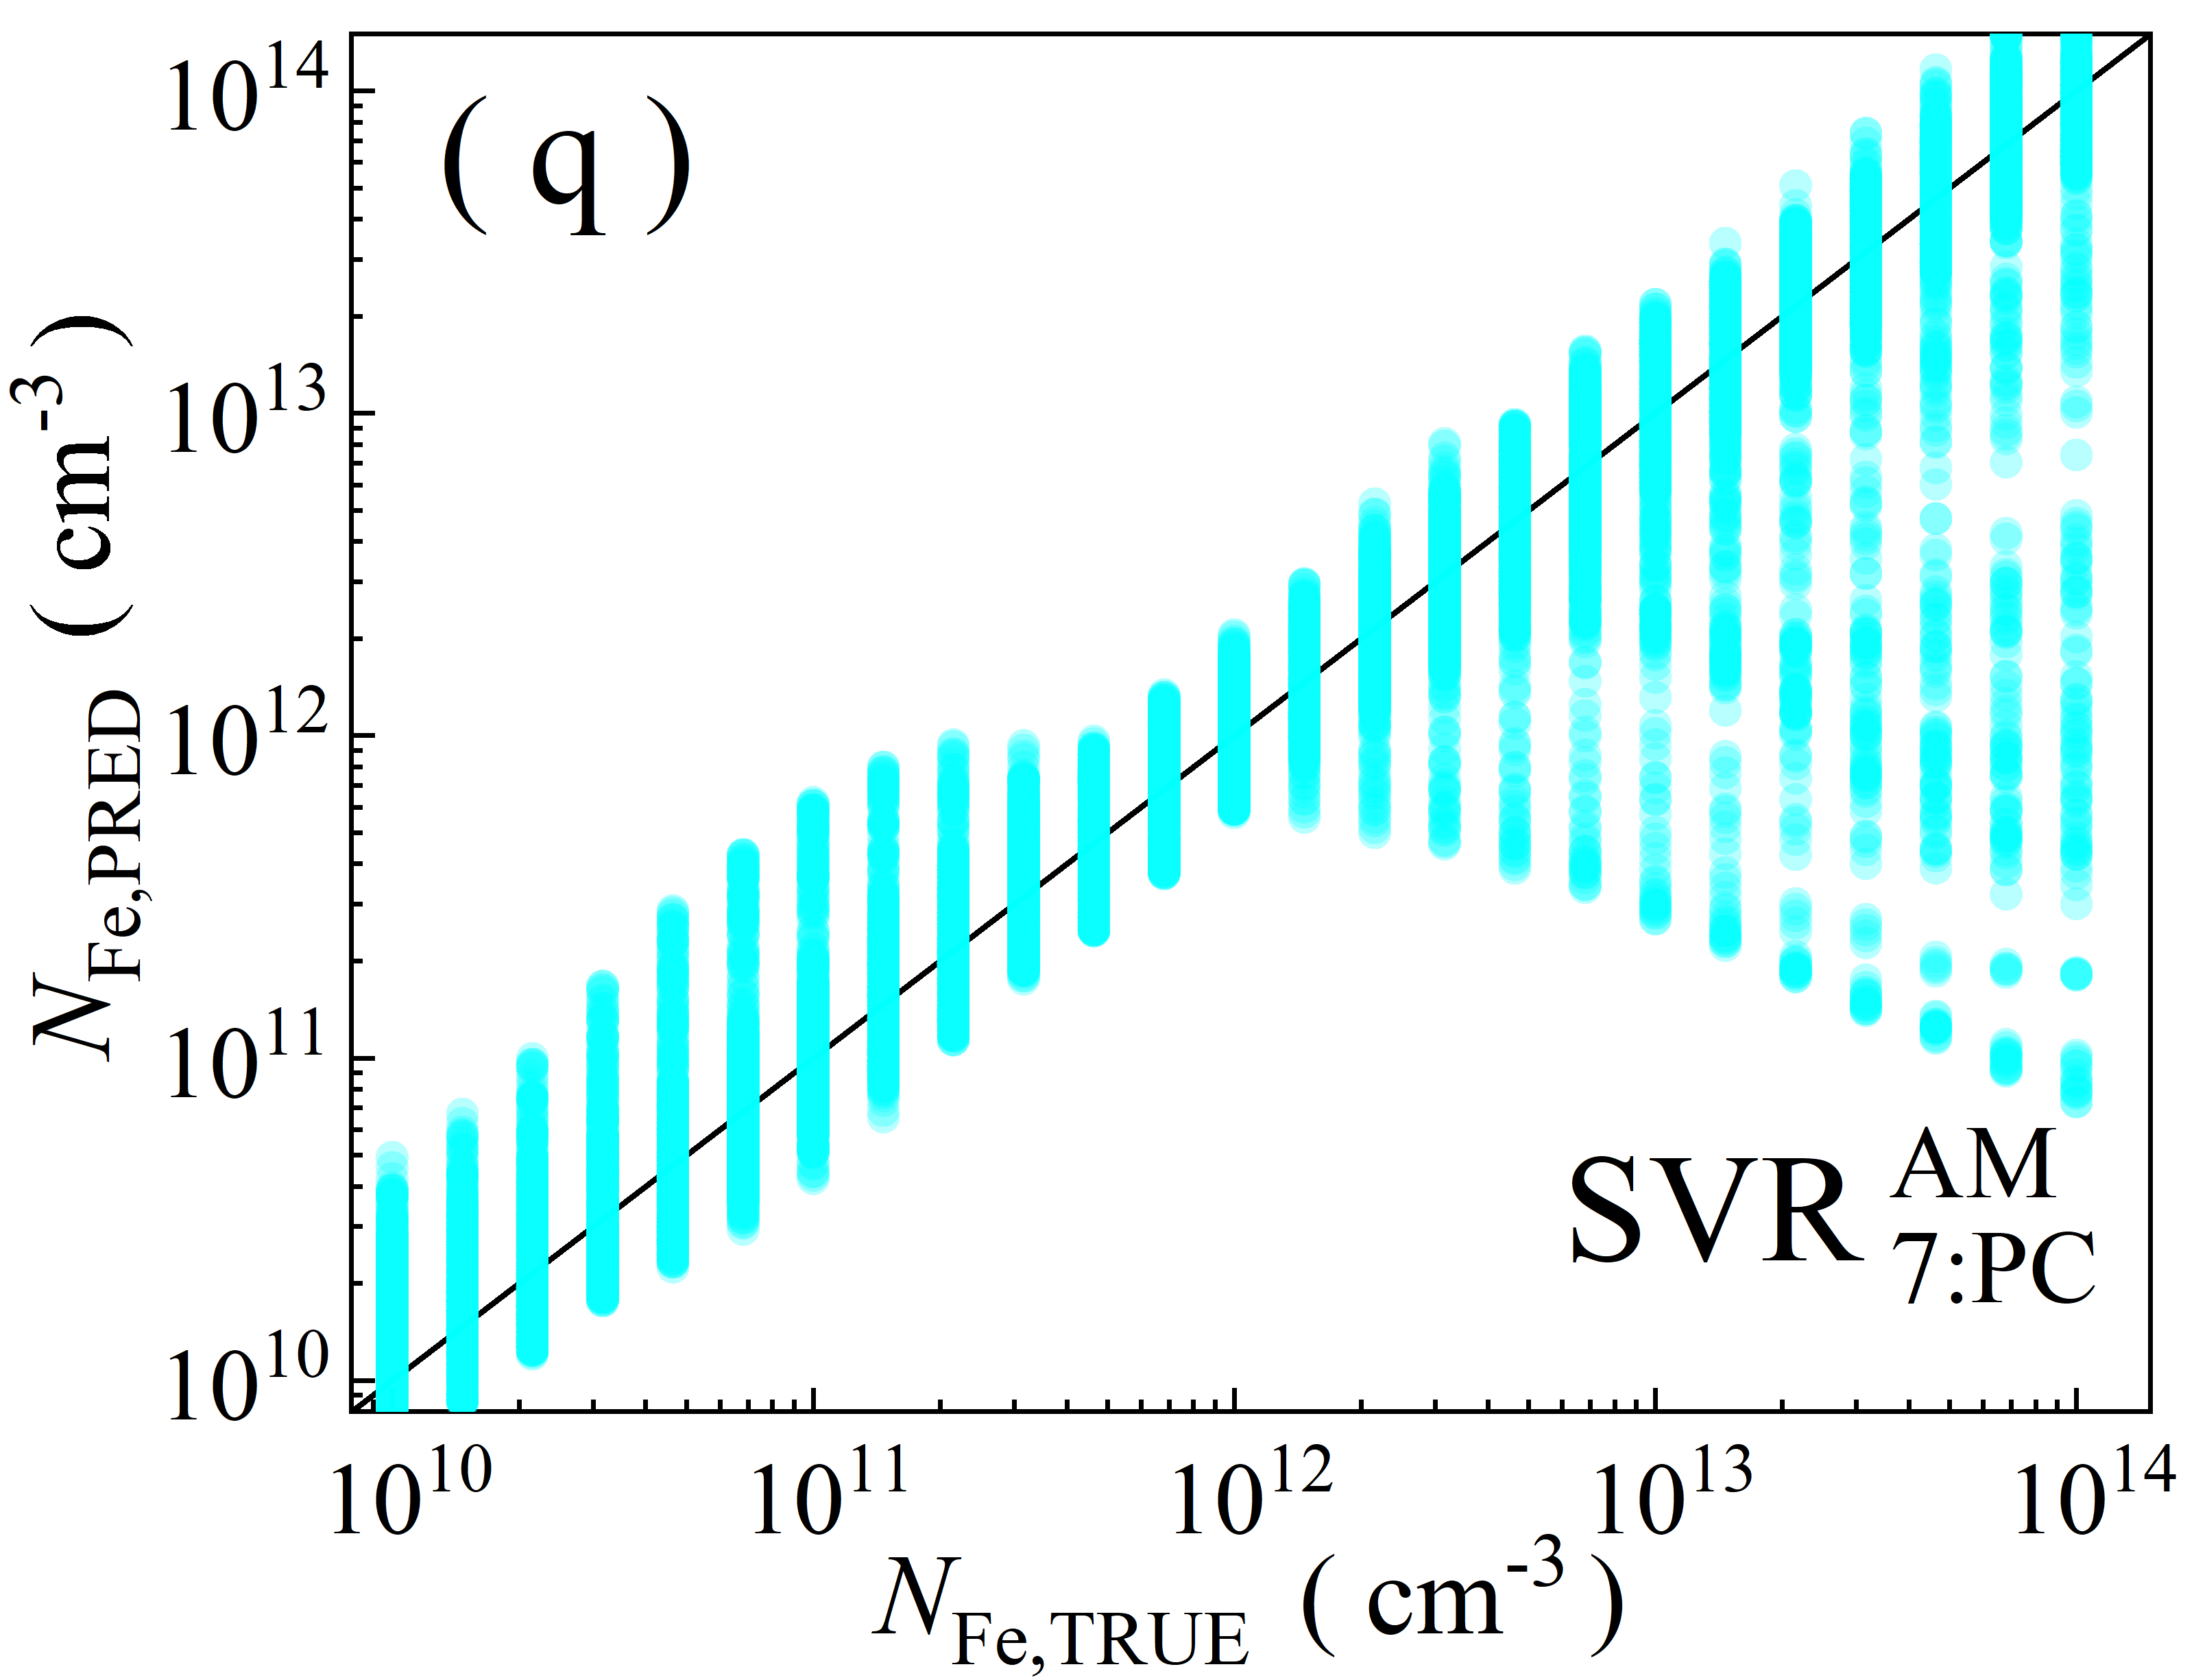 ( q )
10^14
10^13
10^12
10^11
10^10
N_Fe,PRED ( cm^-3 )
SVR AM
7:PC
10^10 10^11 10^12 10^13 10^14
N_Fe,TRUE ( cm^-3 )